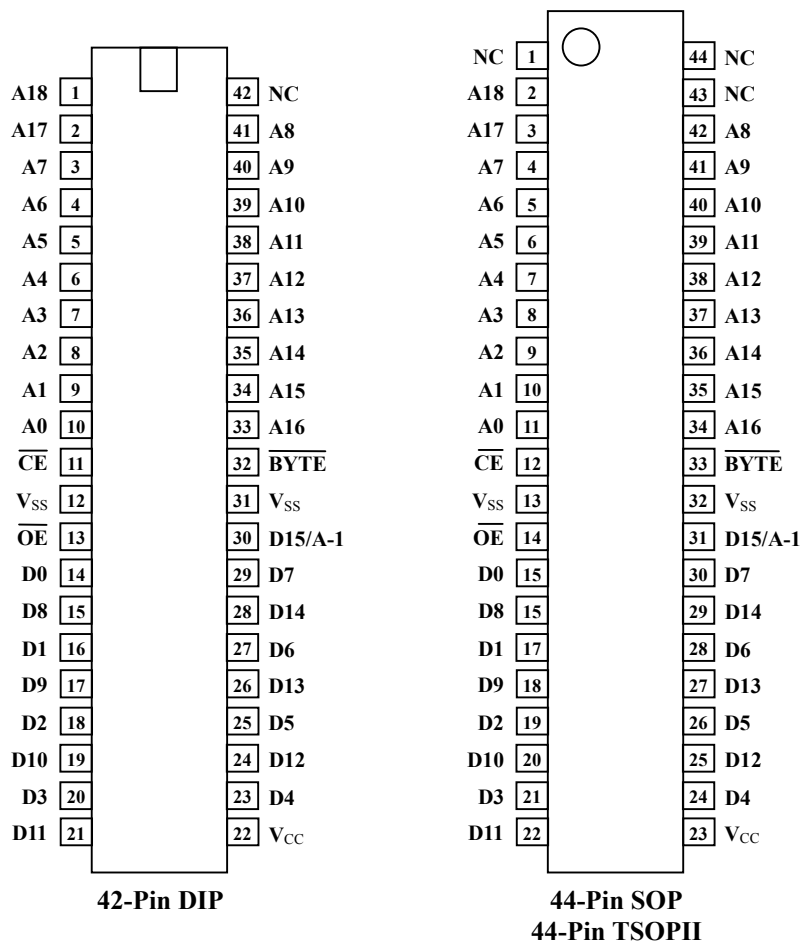 A18 1 42 NC
A17 2 41 A8
A7 3 40 A9
A6 4 39 A10
A5 5 38 A11
A4 6 37 A12
A3 7 36 A13
A2 8 35 A14
A1 9 34 A15
A0 10 33 A16
C̅E̅ 11 32 B̅Y̅T̅E̅
VSS 12 31 VSS
O̅E̅ 13 30 D15/A-1
D0 14 29 D7
D8 15 28 D14
D1 16 27 D6
D9 17 26 D13
D2 18 25 D5
D10 19 24 D12
D3 20 23 D4
D11 21 22 VCC
42-Pin DIP
NC 1 44 NC
A18 2 43 NC
A17 3 42 A8
A7 4 41 A9
A6 5 40 A10
A5 6 39 A11
A4 7 38 A12
A3 8 37 A13
A2 9 36 A14
A1 10 35 A15
A0 11 34 A16
C̅E̅ 12 33 B̅Y̅T̅E̅
VSS 13 32 VSS
O̅E̅ 14 31 D15/A-1
D0 15 30 D7
D8 15 29 D14
D1 17 28 D6
D9 18 27 D13
D2 19 26 D5
D10 20 25 D12
D3 21 24 D4
D11 22 23 VCC
44-Pin SOP
44-Pin TSOPII